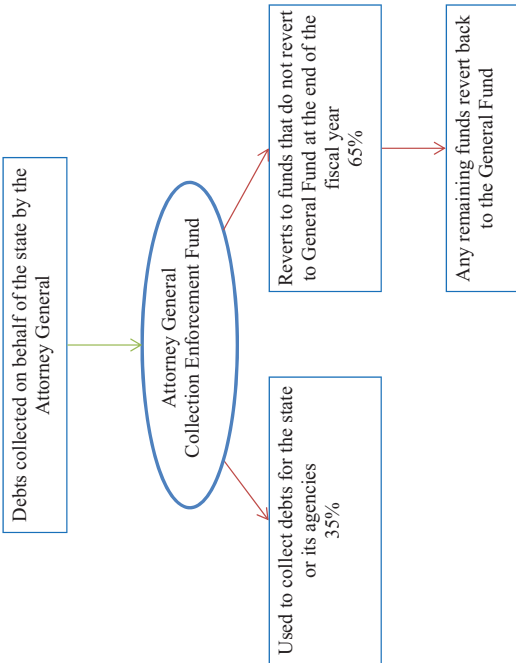 Debts collected on behalf of the state by the
Attorney General
Attorney General
Collection Enforcement Fund
Used to collect debts for the state
or its agencies
35%
Reverts to funds that do not revert
to General Fund at the end of the
fiscal year
65%
Any remaining funds revert back
to the General Fund